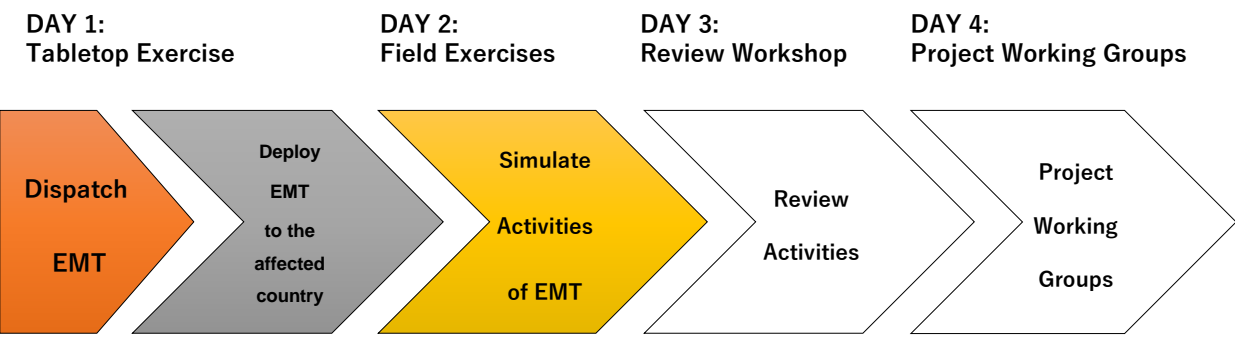 DAY 1:
Tabletop Exercise
DAY 2:
Field Exercises
DAY 3:
Review Workshop
DAY 4:
Project Working Groups
Dispatch
EMT
Deploy
EMT
to the
affected
country
Simulate
Activities
of EMT
Review
Activities
Project
Working
Groups